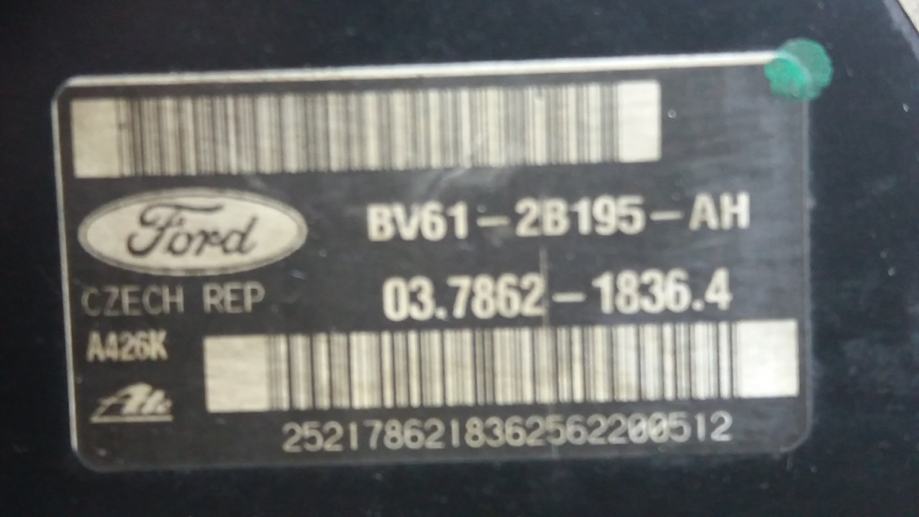 Ford
BV61-2B195-AH
CZECH REP
03.7862-1836.4
A426K
Ate
2521786218362562200512